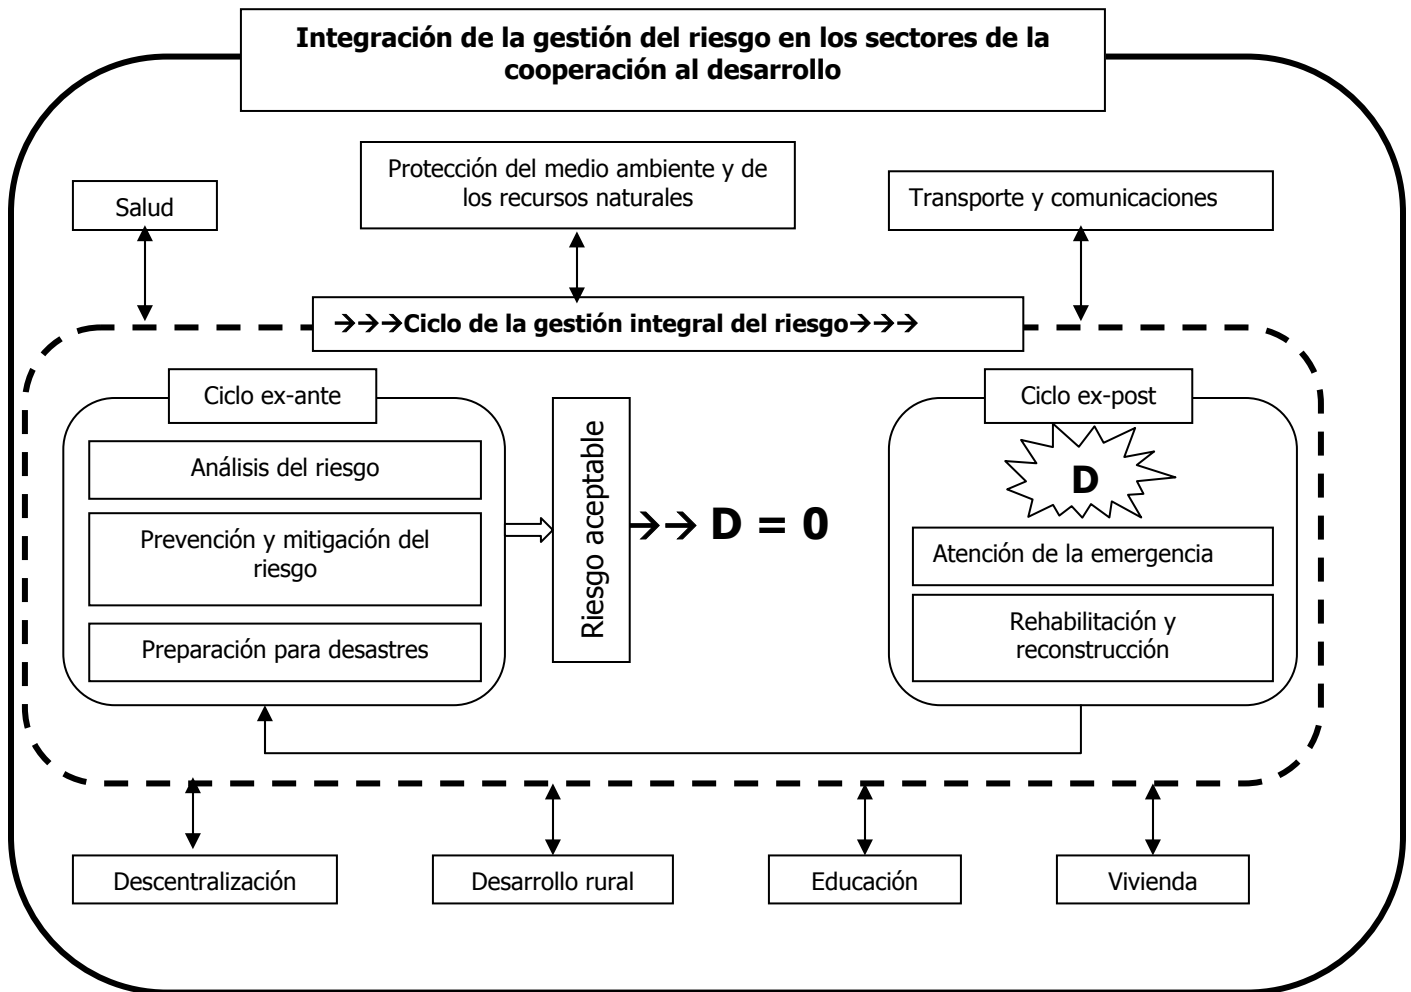 Integración de la gestión del riesgo en los sectores de la
cooperación al desarrollo
Salud
Protección del medio ambiente y de
los recursos naturales
Transporte y comunicaciones
→→→Ciclo de la gestión integral del riesgo→→→
Ciclo ex-ante
Análisis del riesgo
Prevención y mitigación del
riesgo
Preparación para desastres
Riesgo aceptable
→→ D = 0
Ciclo ex-post
D
Atención de la emergencia
Rehabilitación y
reconstrucción
Descentralización
Desarrollo rural
Educación
Vivienda